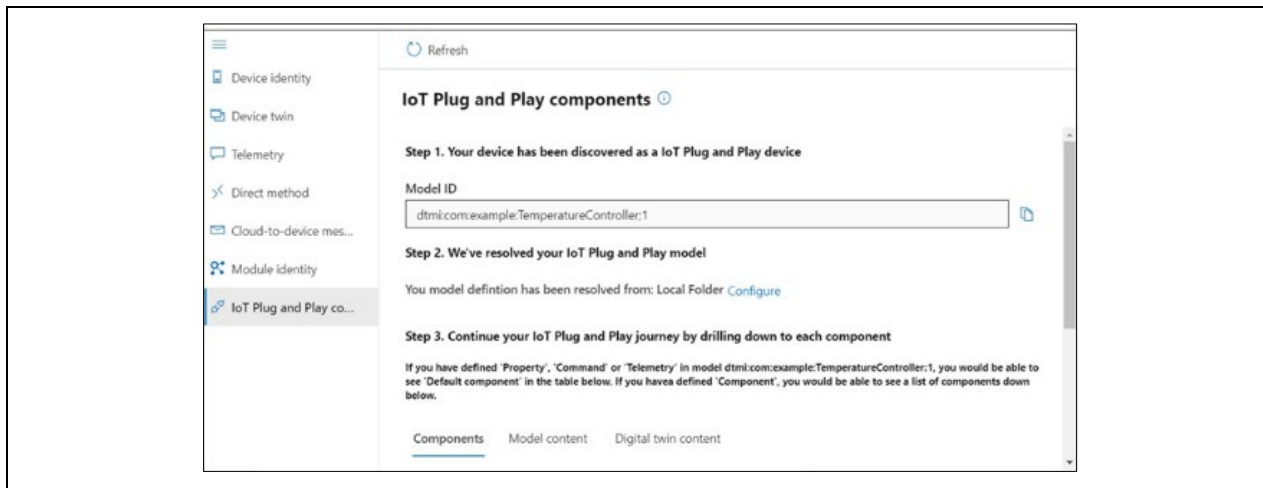 Refresh
Device identity
Device twin
Telemetry
Direct method
Cloud-to-device mes...
Module identity
IoT Plug and Play co...
IoT Plug and Play components
Step 1. Your device has been discovered as a IoT Plug and Play device
Model ID
dtmi:com:example:TemperatureController;1
Step 2. We've resolved your IoT Plug and Play model
You model defintion has been resolved from: Local Folder Configure
Step 3. Continue your IoT Plug and Play journey by drilling down to each component
If you have defined 'Property', 'Command' or 'Telemetry' in model dtmi:com:example:TemperatureController;1, you would be able to
see 'Default component' in the table below. If you havea defined 'Component', you would be able to see a list of components down
below.
Components Model content Digital twin content